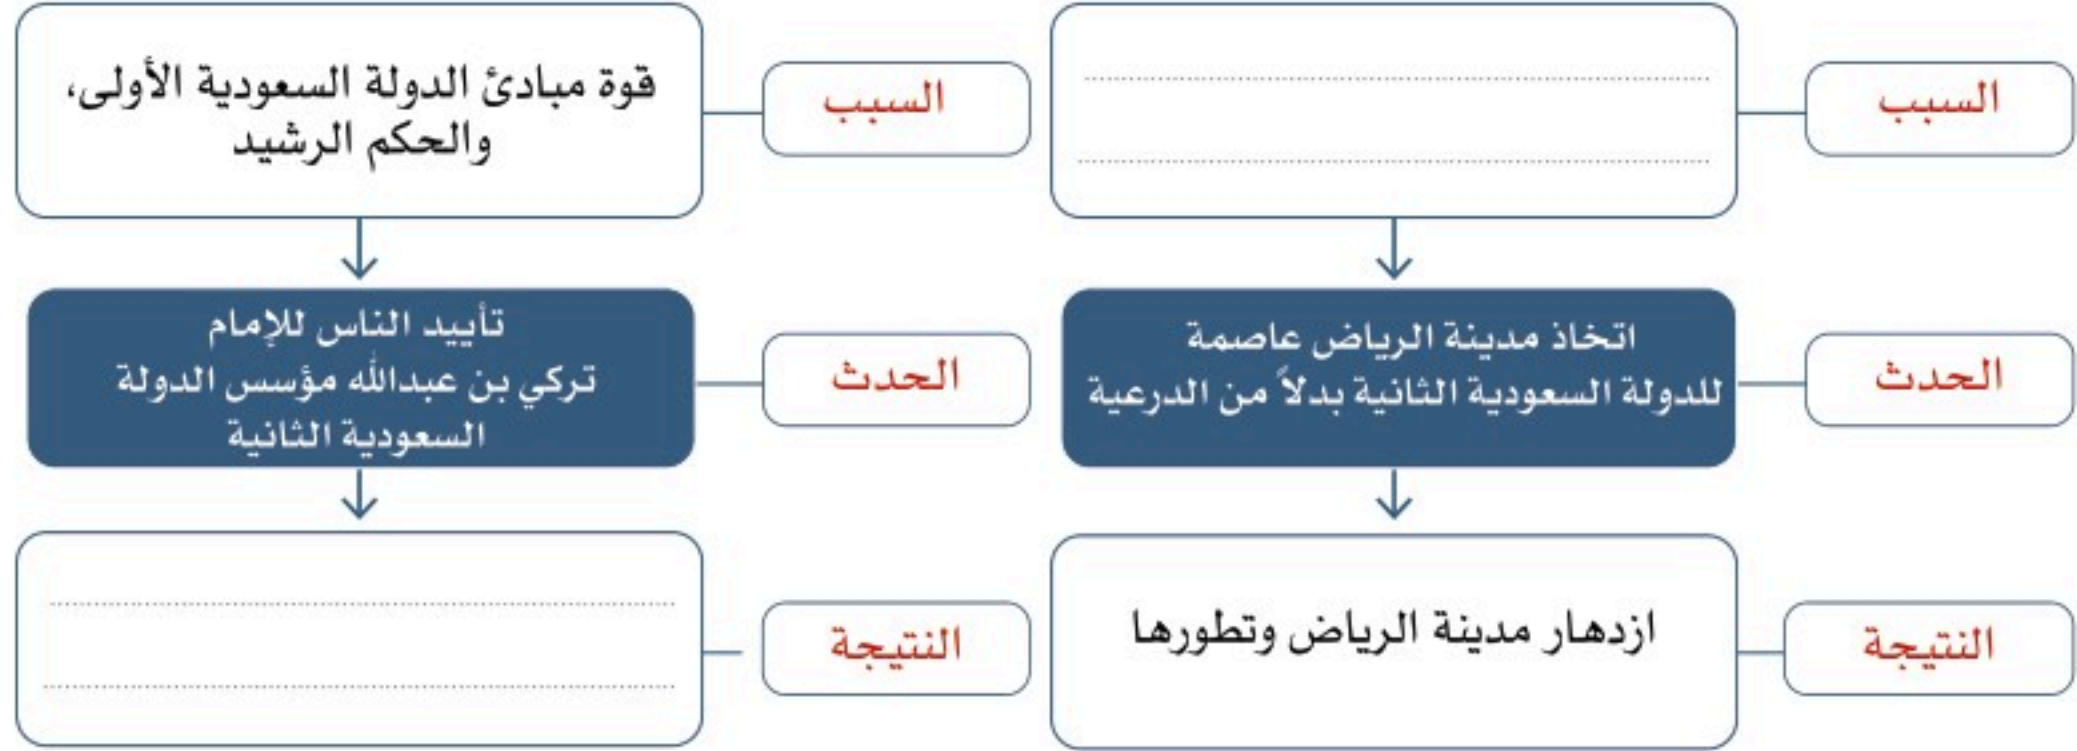 السبب
السبب
قوة مبادئ الدولة السعودية الأولى،
والحكم الرشيد
الحدث
اتخاذ مدينة الرياض عاصمة
للدولة السعودية الثانية بدلاً من الدرعية
الحدث
تأييد الناس للإمام
تركي بن عبدالله مؤسس الدولة
السعودية الثانية
النتيجة
ازدهار مدينة الرياض وتطورها
النتيجة